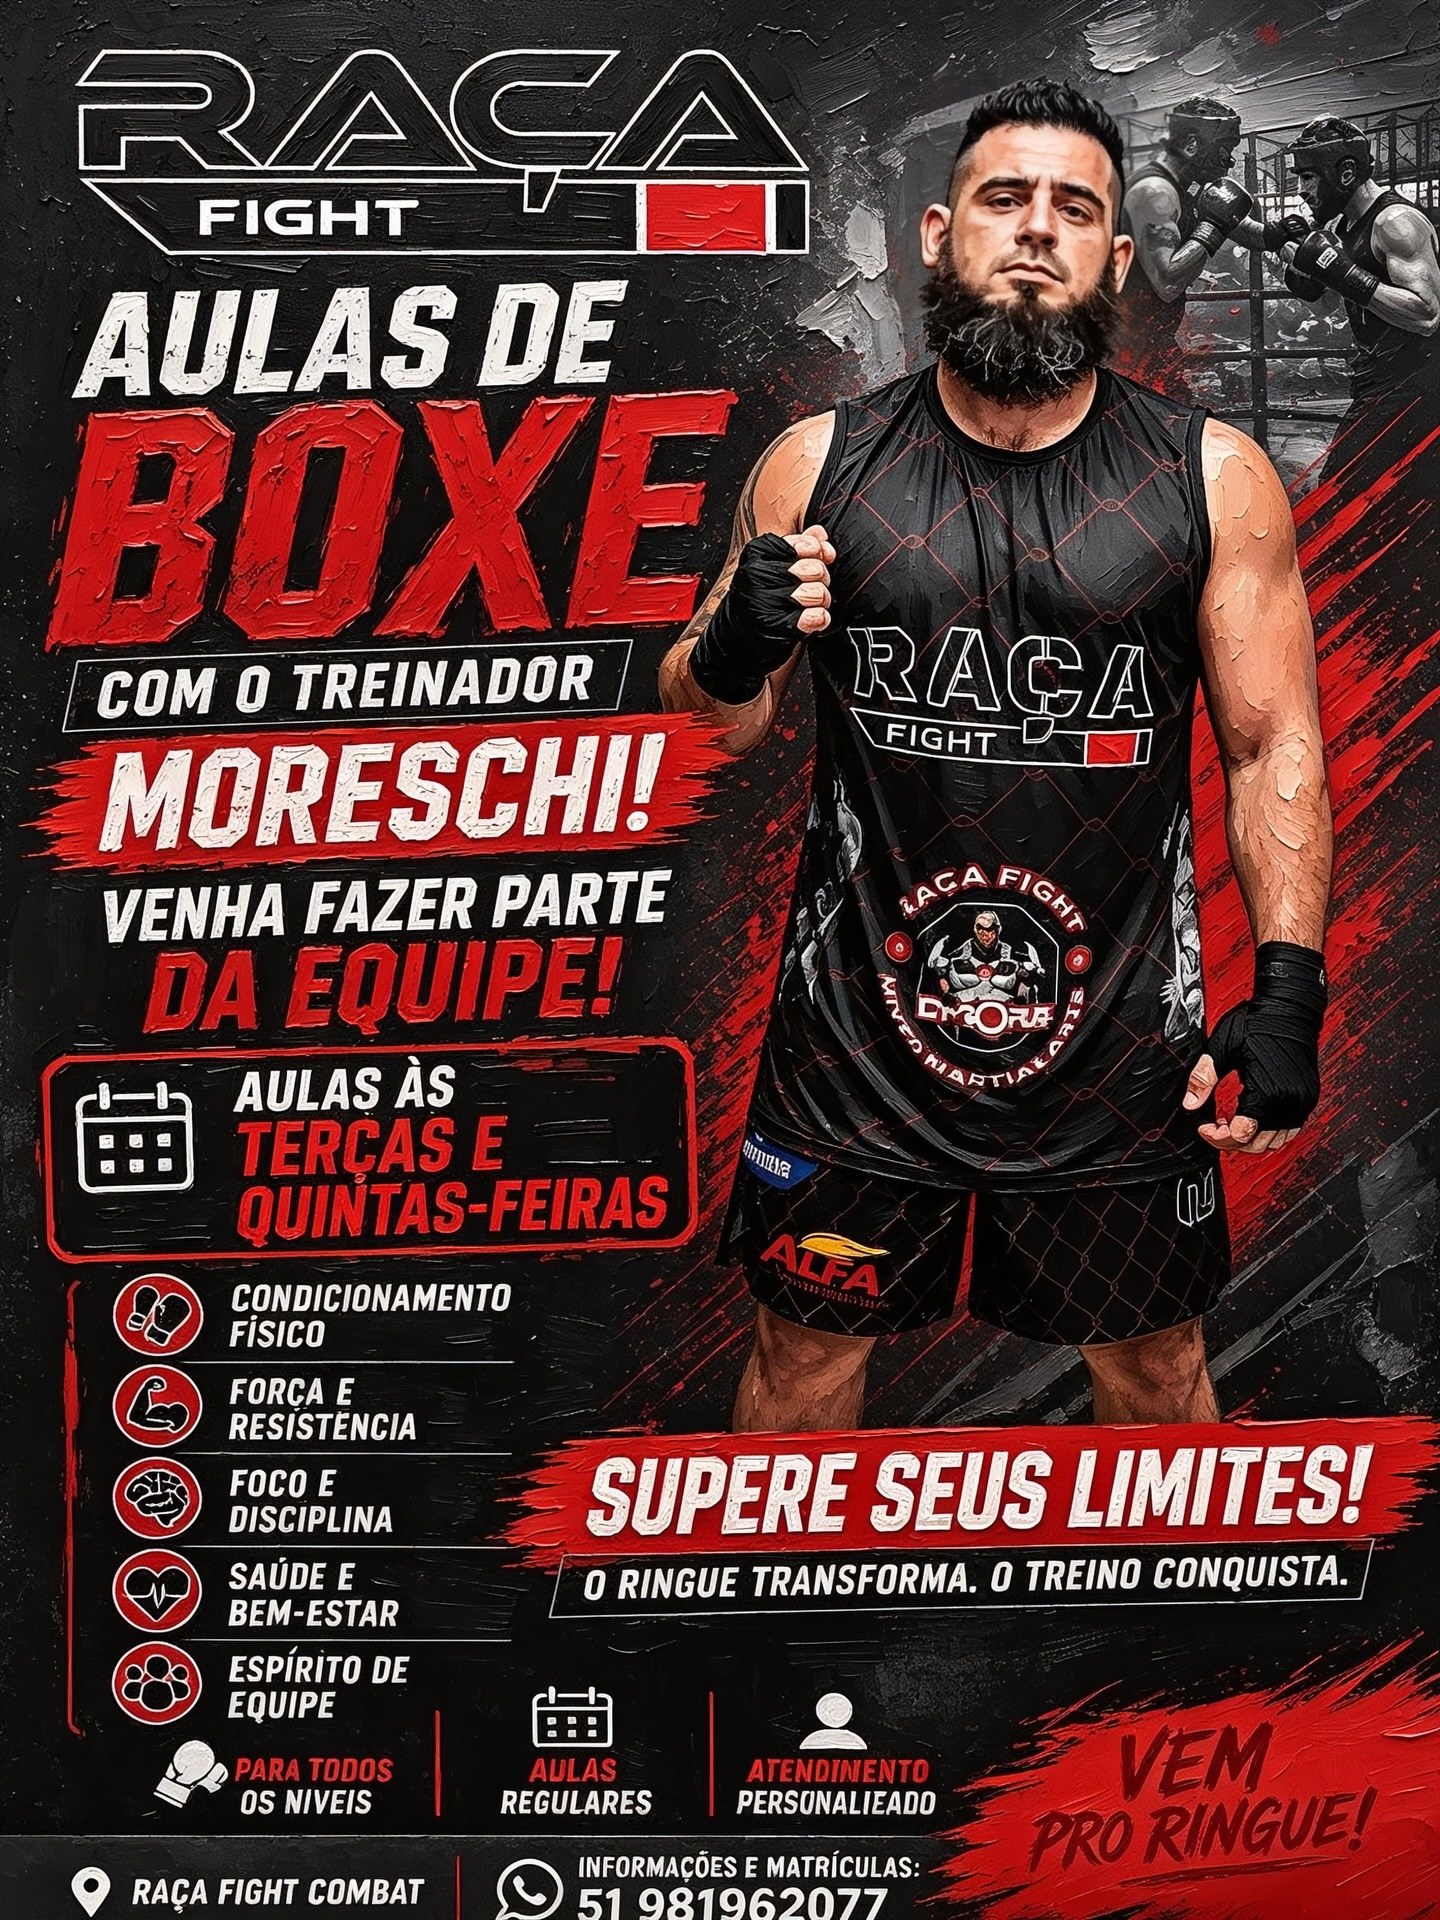 RAÇA
FIGHT
AULAS DE
BOXE
COM O TREINADOR
MORESCHI!
VENHA FAZER PARTE
DA EQUIPE!
AULAS ÀS
TERÇAS E
QUINTAS-FEIRAS
CONDICIONAMENTO
FÍSICO
FORÇA E
RESISTÊNCIA
FOCO E
DISCIPLINA
SAÚDE E
BEM-ESTAR
ESPÍRITO DE
EQUIPE
PARA TODOS
OS NIVEIS
AULAS
REGULARES
ATENDINENTO
PERSONALIEADO
RAÇA FIGHT COMBAT
INFORMAÇÕES E MATRÍCULAS:
51 981962077
RAÇA
FIGHT
RAÇA FIGHT
ALFA
SUPERE SEUS LIMITES!
O RINGUE TRANSFORMA. O TREINO CONQUISTA.
VEM
PRO RINGUE!